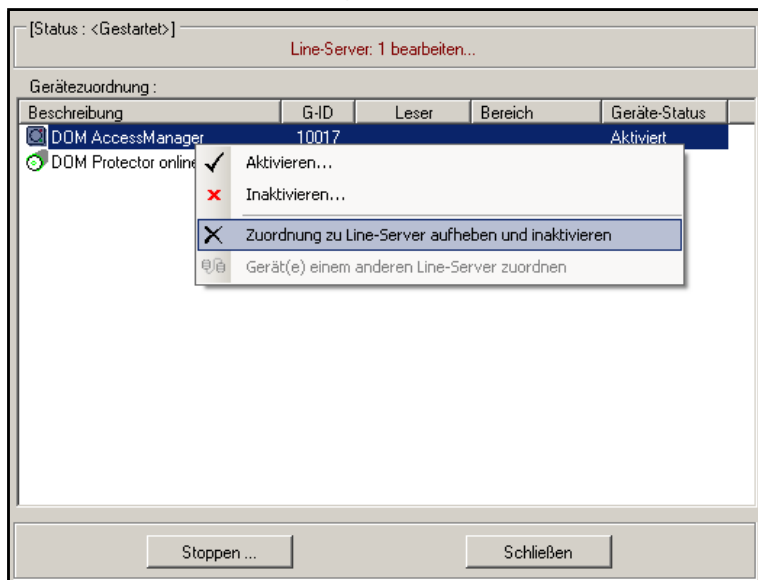 [Status : <Gestartet>]
Line-Server: 1 bearbeiten...
Gerätezuordnung :
Beschreibung G-ID Leser Bereich Geräte-Status
DOM AccessManager 10017 Aktiviert
DOM Protector online
Aktivieren...
Inaktivieren...
Zuordnung zu Line-Server aufheben und inaktivieren
Gerät(e) einem anderen Line-Server zuordnen
Stoppen ... Schließen